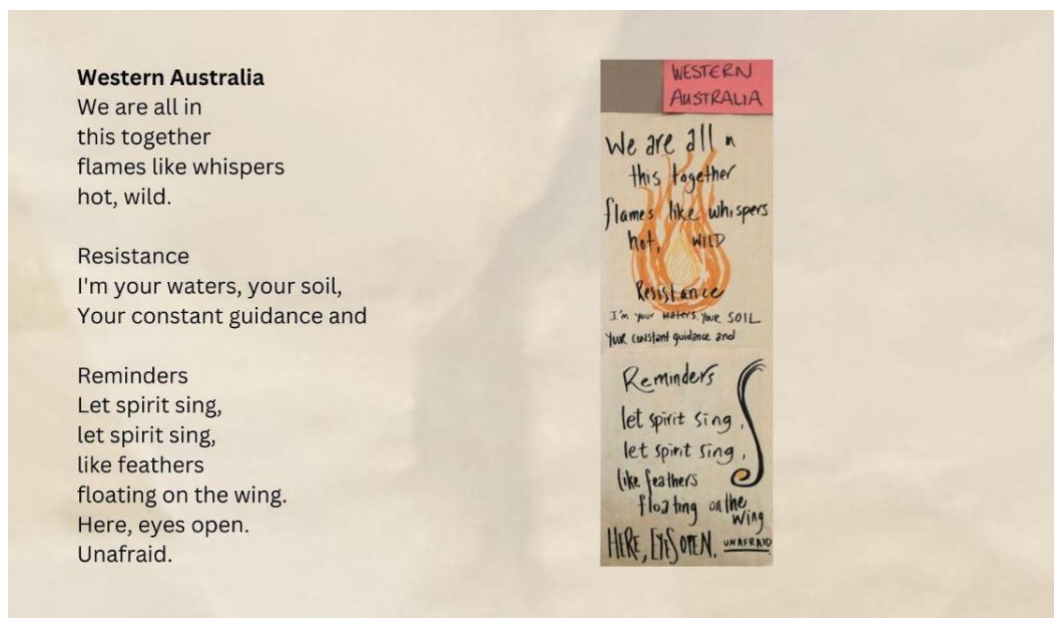 Western Australia
We are all in
this together
flames like whispers
hot, wild.
Resistance
I'm your waters, your soil,
Your constant guidance and
Reminders
Let spirit sing,
let spirit sing,
like feathers
floating on the wing.
Here, eyes open.
Unafraid.
WESTERN
AUSTRALIA
We are all in
this together
flames like whispers
hot, WILD
Resistance
I'm your waters, your SOIL
Your constant guidance and
Reminders
let spirit sing,
let spirit sing,
like feathers
floating on the
wing
HERE, EYES OPEN. UNAFRAID